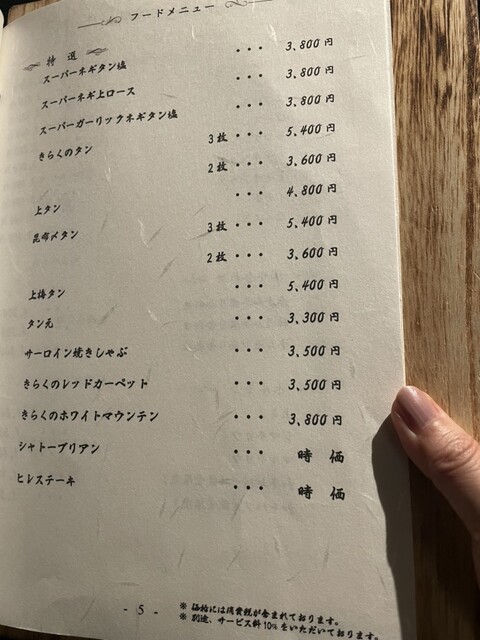 フードメニュー
特選
スーパーネギタン塩 ・・・ 3,800円
スーパーネギ上ロース ・・・ 3,800円
スーパーガーリックネギタン塩 ・・・ 3,800円
きらくのタン 3枚 ・・・ 5,400円
2枚 ・・・ 3,600円
上タン ・・・ 4,800円
昆布〆タン 3枚 ・・・ 5,400円
2枚 ・・・ 3,600円
上梅タン ・・・ 5,400円
タン元 ・・・ 3,300円
サーロイン焼きしゃぶ ・・・ 3,500円
きらくのレッドカーペット ・・・ 3,500円
きらくのホワイトマウンテン ・・・ 3,800円
シャトーブリアン ・・・ 時価
ヒレステーキ ・・・ 時価
- 5 -
※ 価格には消費税が含まれております。
※ 別途、サービス料10%をいただいております。